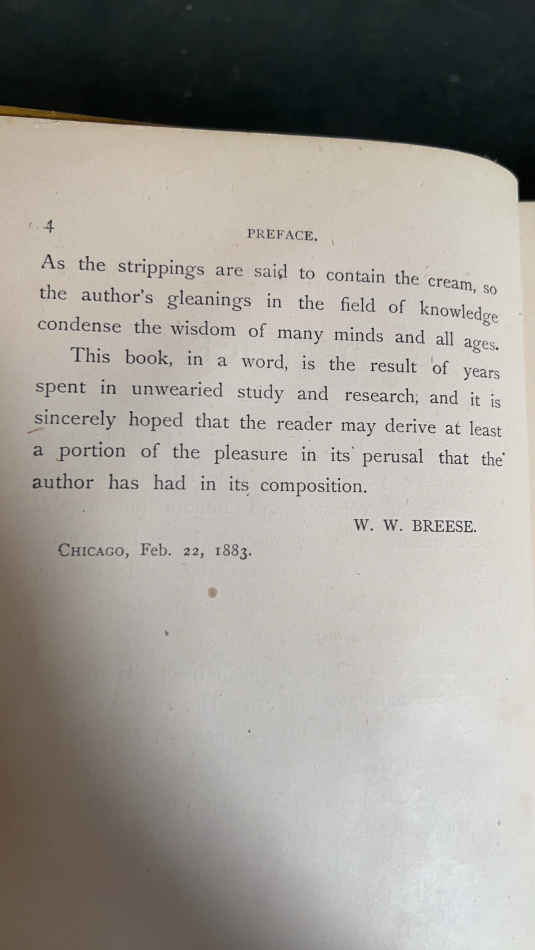 4
PREFACE.
As the strippings are said to contain the cream, so
the author's gleanings in the field of knowledge
condense the wisdom of many minds and all ages.
This book, in a word, is the result of years
spent in unwearied study and research, and it is
sincerely hoped that the reader may derive at least
a portion of the pleasure in its perusal that the
author has had in its composition.
W. W. BREESE.
CHICAGO, Feb. 22, 1883.